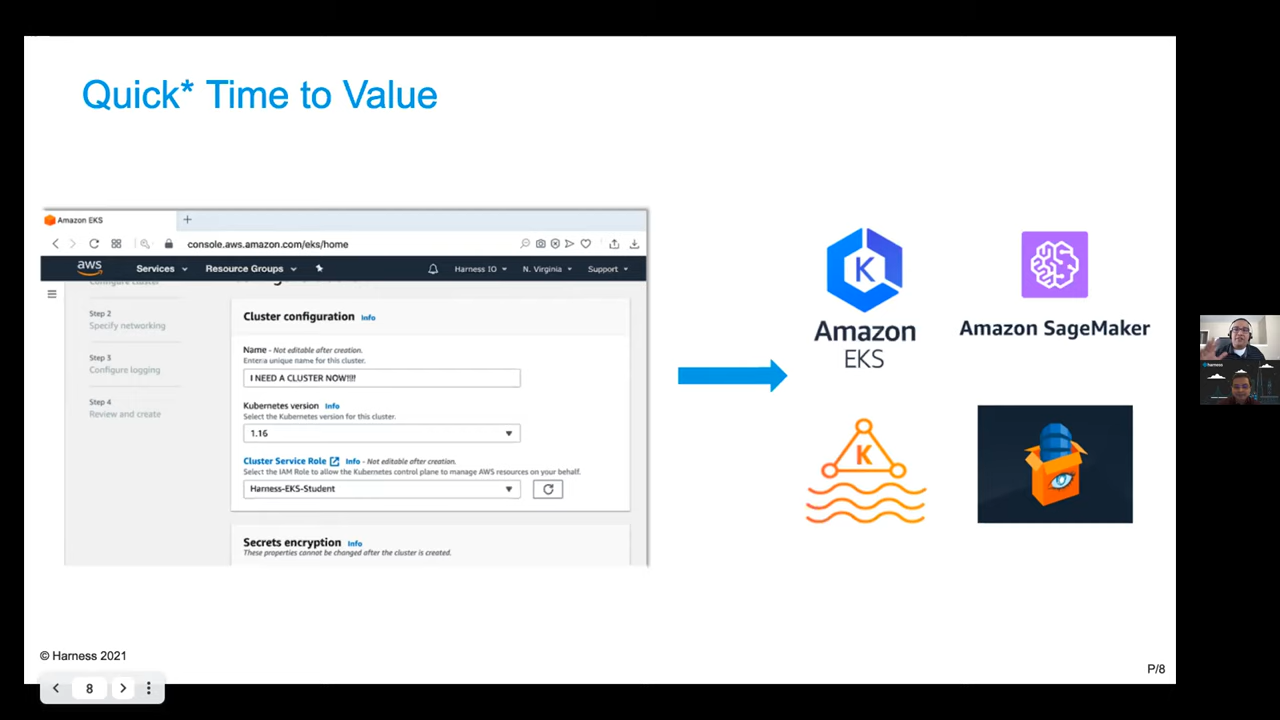 Quick* Time to Value
Amazon EKS
console.aws.amazon.com/eks/home
aws Services Resource Groups Harness IO N. Virginia Support
Configure cluster
Step 2
Specify networking
Step 3
Configure logging
Step 4
Review and create
Cluster configuration Info
Name - Not editable after creation.
Enter a unique name for this cluster.
I NEED A CLUSTER NOW!!!!
Kubernetes version Info
Select the Kubernetes version for this cluster.
1.16
Cluster Service Role Info - Not editable after creation.
Select the IAM Role to allow the Kubernetes control plane to manage AWS resources on your behalf.
Harness-EKS-Student
Secrets encryption Info
These properties cannot be changed after the cluster is created.
K
Amazon
EKS
Amazon SageMaker
K
harness
© Harness 2021
P/8
8